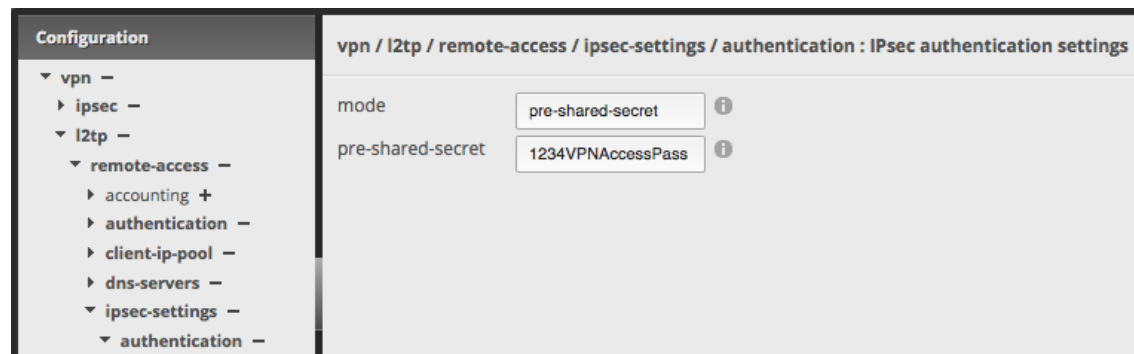 Configuration
vpn / l2tp / remote-access / ipsec-settings / authentication : IPsec authentication settings
vpn −
ipsec −
l2tp −
remote-access −
accounting +
authentication −
client-ip-pool −
dns-servers −
ipsec-settings −
authentication −
mode
pre-shared-secret
pre-shared-secret
1234VPNAccessPass